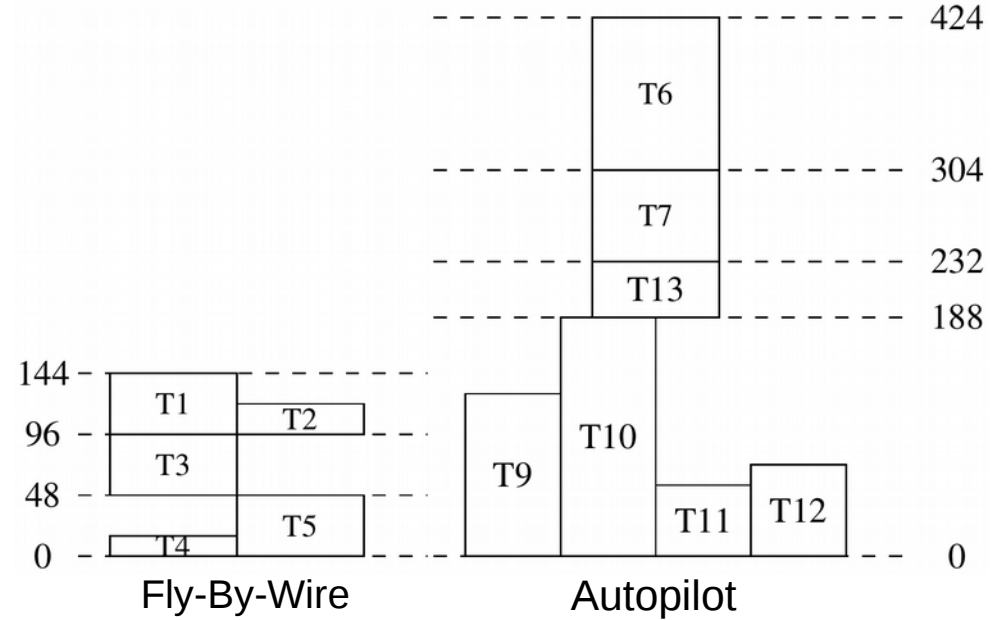 424
T6
304
T7
232
T13
188
144
T1
T2
96
T10
T3
T9
48
T5
T11
T12
T4
0
0
Fly-By-Wire
Autopilot